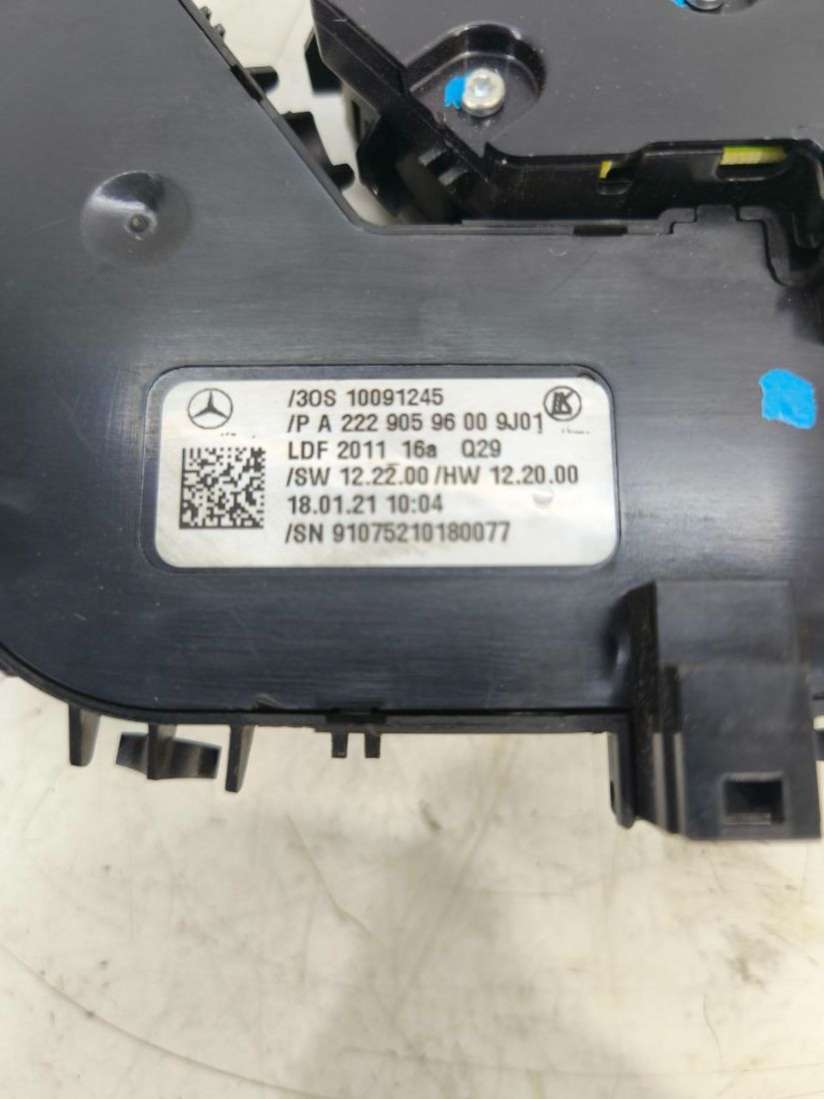 /3OS 10091245
/P A 222 905 96 00 9J01
LDF 2011 16a Q29
/SW 12.22.00 /HW 12.20.00
18.01.21 10:04
/SN 91075210180077